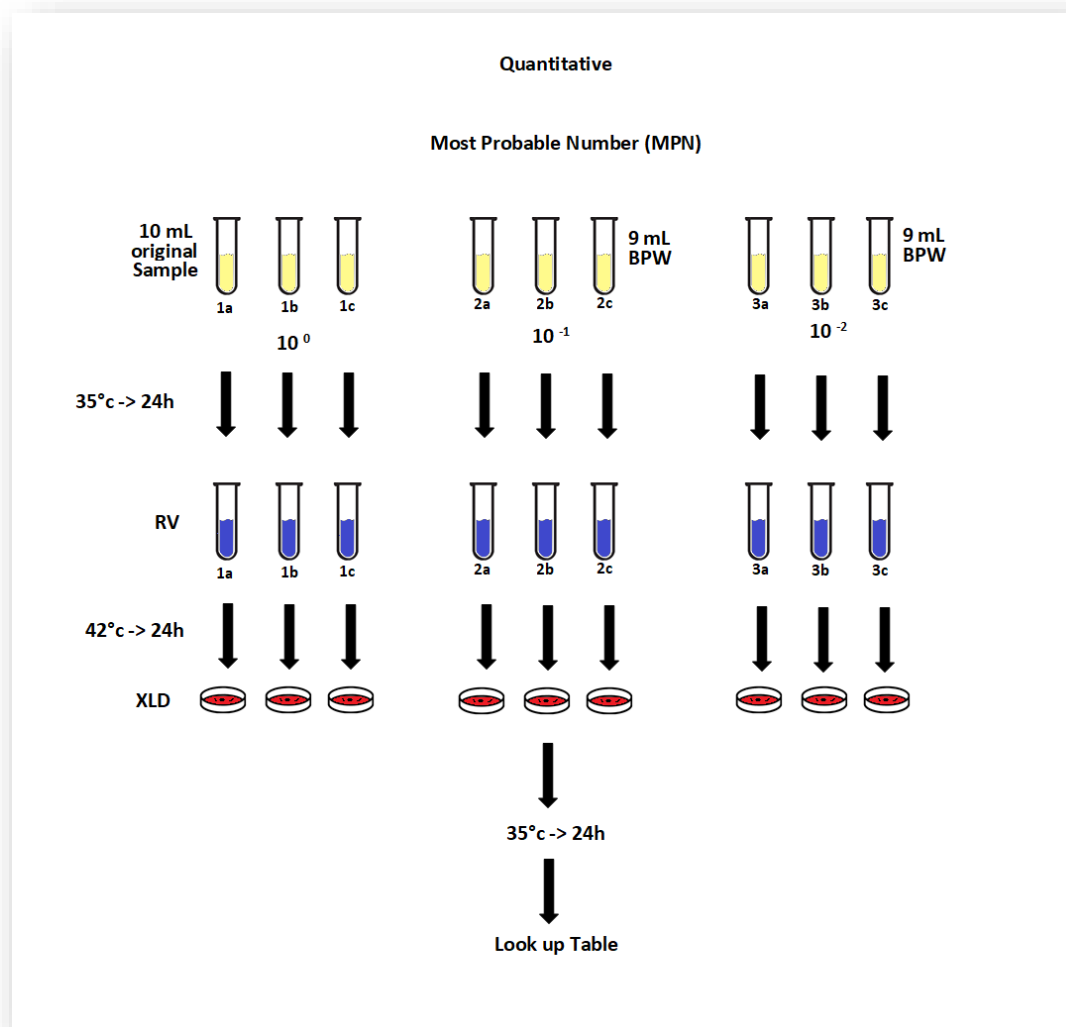 Quantitative
Most Probable Number (MPN)
10 mL
original
Sample
9 mL
BPW
9 mL
BPW
1a
1b
1c
2a
2b
2c
3a
3b
3c
10 ⁰
10 ⁻¹
10 ⁻²
35°c -> 24h
RV
1a
1b
1c
2a
2b
2c
3a
3b
3c
42°c -> 24h
XLD
35°c -> 24h
Look up Table